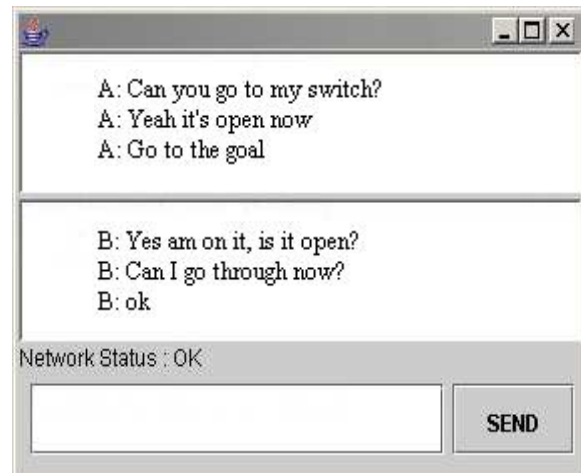 A: Can you go to my switch?
A: Yeah it's open now
A: Go to the goal
B: Yes am on it, is it open?
B: Can I go through now?
B: ok
Network Status : OK
SEND